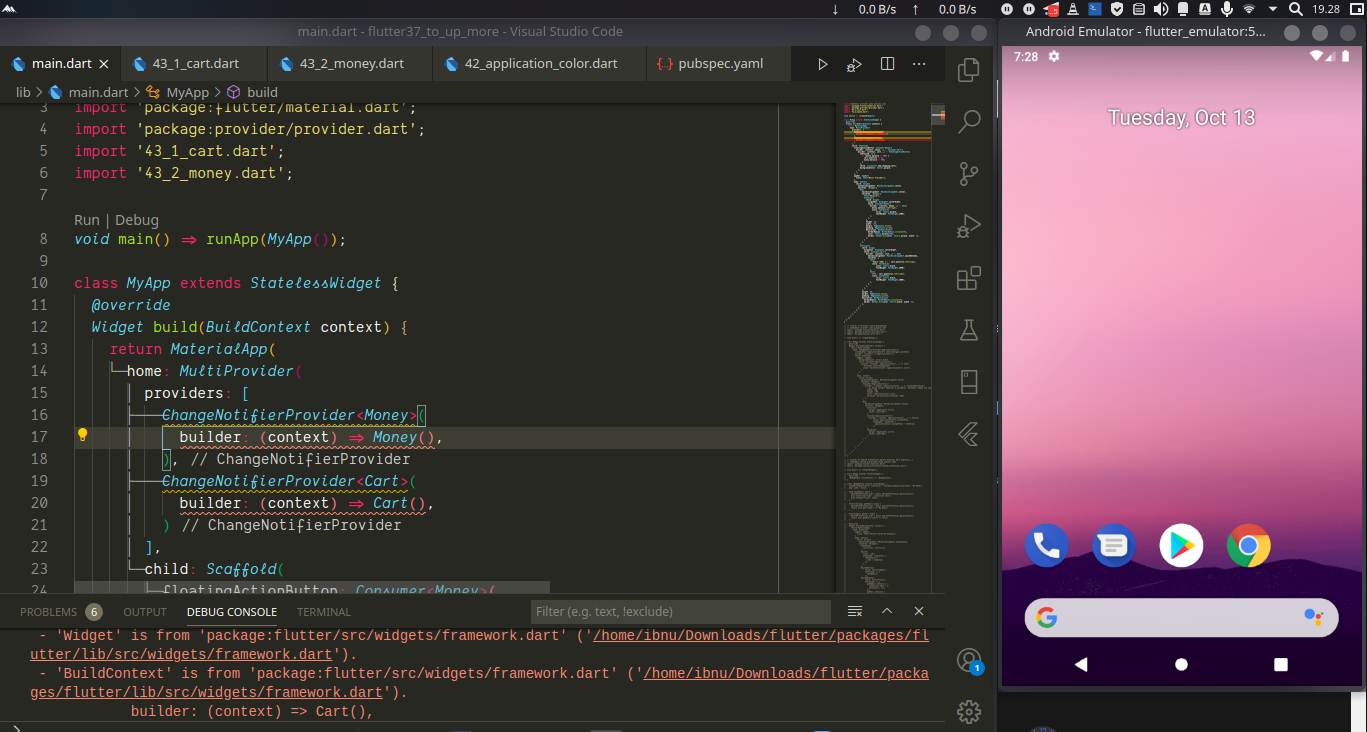 ↓ 0.0 B/s ↑ 0.0 B/s 19.28
main.dart - flutter37_to_up_more - Visual Studio Code
Android Emulator - flutter_emulator:5...
main.dart 43_1_cart.dart 43_2_money.dart 42_application_color.dart {..} pubspec.yaml
lib > main.dart > MyApp > build
3 import 'package:flutter/material.dart';
4 import 'package:provider/provider.dart';
5 import '43_1_cart.dart';
6 import '43_2_money.dart';
7
Run | Debug
8 void main() => runApp(MyApp());
9
10 class MyApp extends StatelessWidget {
11 @override
12 Widget build(BuildContext context) {
13 return MaterialApp(
14 home: MultiProvider(
15 providers: [
16 ChangeNotifierProvider<Money>(
17 builder: (context) => Money(),
18 ), // ChangeNotifierProvider
19 ChangeNotifierProvider<Cart>(
20 builder: (context) => Cart(),
21 ) // ChangeNotifierProvider
22 ],
23 child: Scaffold(
24 floatingActionButton: Consumer<Money>(
PROBLEMS 6 OUTPUT DEBUG CONSOLE TERMINAL Filter (e.g. text, !exclude)
- 'Widget' is from 'package:flutter/src/widgets/framework.dart' ('/home/ibnu/Downloads/flutter/packages/fl
utter/lib/src/widgets/framework.dart').
- 'BuildContext' is from 'package:flutter/src/widgets/framework.dart' ('/home/ibnu/Downloads/flutter/packa
ges/flutter/lib/src/widgets/framework.dart').
builder: (context) => Cart(),
>
1
7:28
Tuesday, Oct 13